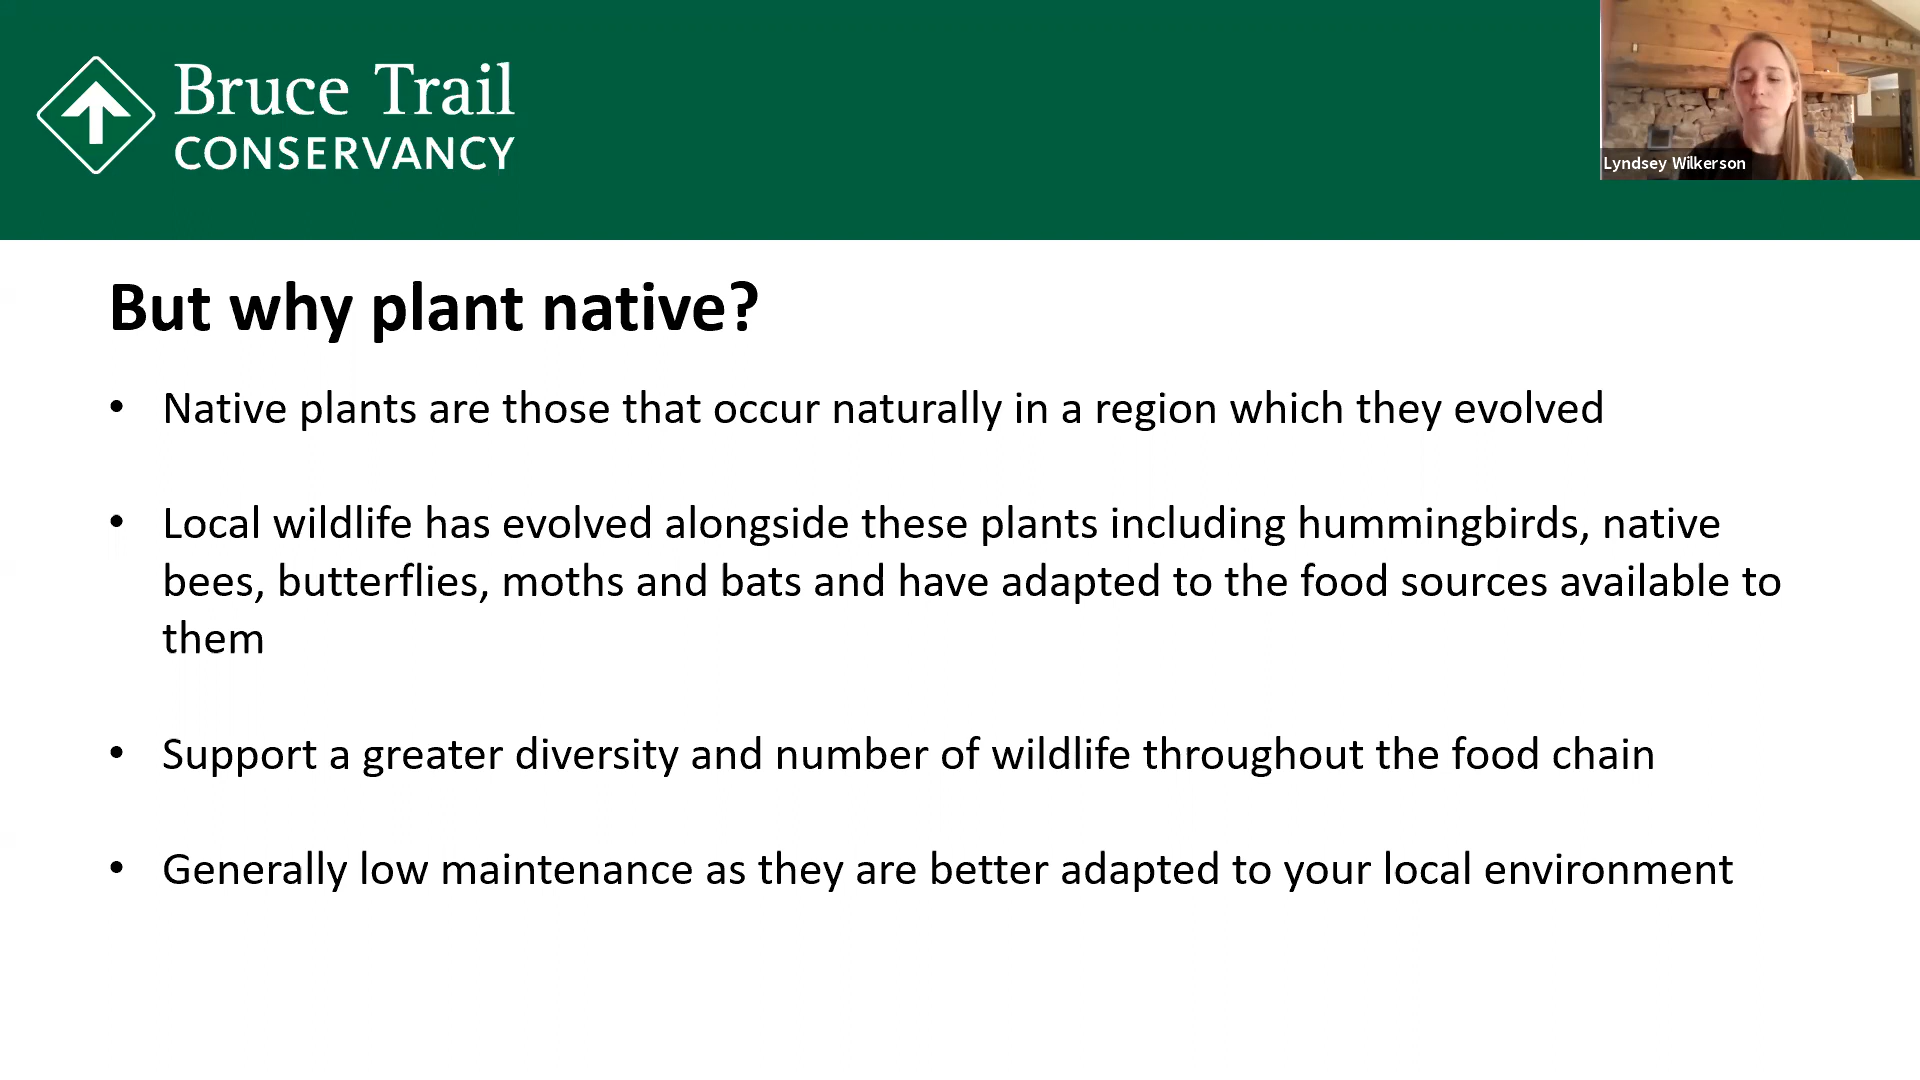 Bruce Trail
CONSERVANCY
Lyndsey Wilkerson
But why plant native?
• Native plants are those that occur naturally in a region which they evolved
• Local wildlife has evolved alongside these plants including hummingbirds, native
bees, butterflies, moths and bats and have adapted to the food sources available to
them
• Support a greater diversity and number of wildlife throughout the food chain
• Generally low maintenance as they are better adapted to your local environment